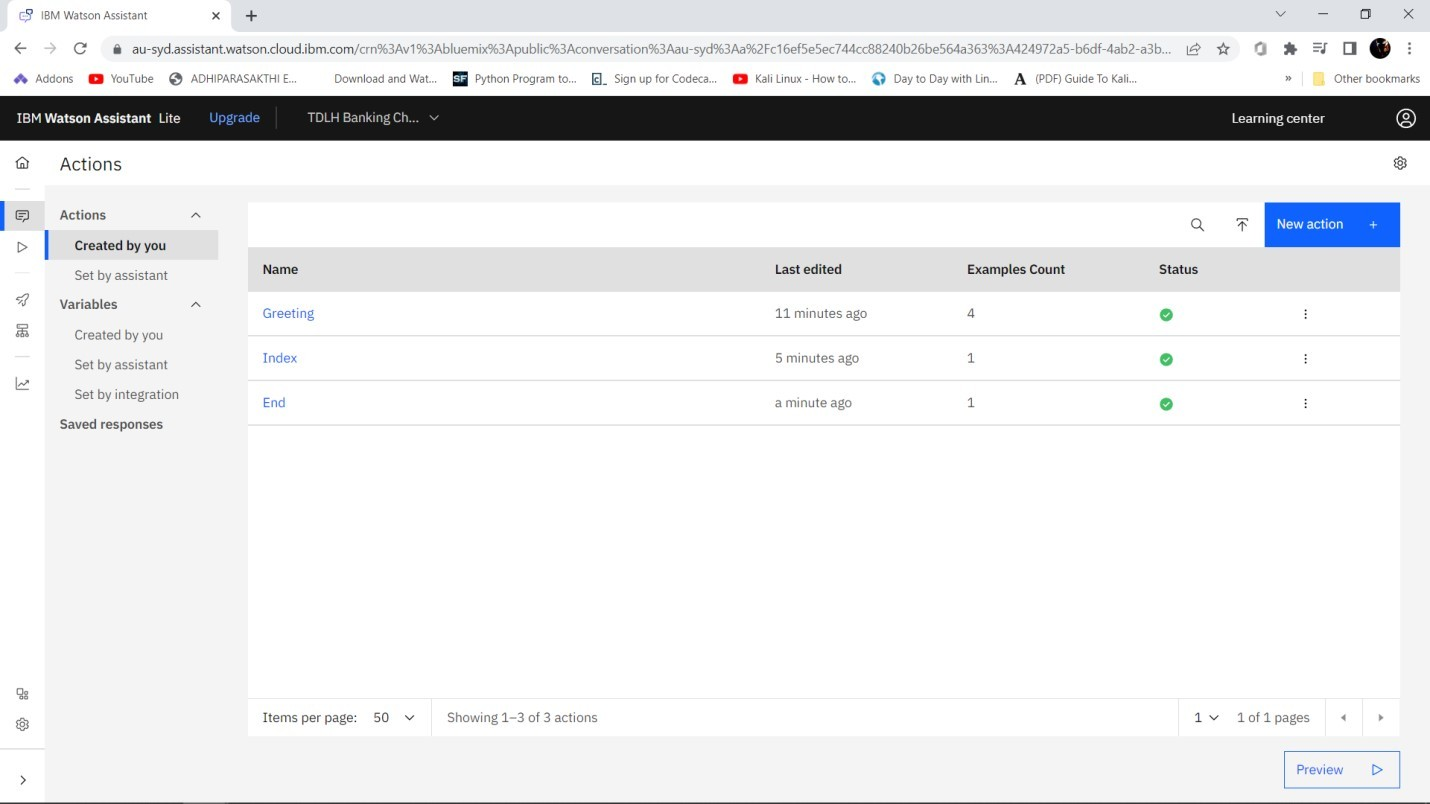 IBM Watson Assistant
au-syd.assistant.watson.cloud.ibm.com/crn%3Av1%3Abluemix%3Apublic%3Aconversation%3Aau-syd%3Aa%2Fc16ef5e5ec744cc88240b26be564a363%3A424972a5-b6df-4ab2-a3b...
Addons YouTube ADHIPARASAKTHI E... Download and Wat... SF Python Program to... Sign up for Codeca... Kali Linux - How to... Day to Day with Lin... A (PDF) Guide To Kali... » Other bookmarks
IBM Watson Assistant Lite Upgrade TDLH Banking Ch... Learning center
Actions
Actions
Created by you
Set by assistant
Variables
Created by you
Set by assistant
Set by integration
Saved responses
New action +
Name Last edited Examples Count Status
Greeting 11 minutes ago 4
Index 5 minutes ago 1
End a minute ago 1
Items per page: 50 Showing 1–3 of 3 actions 1 1 of 1 pages
Preview